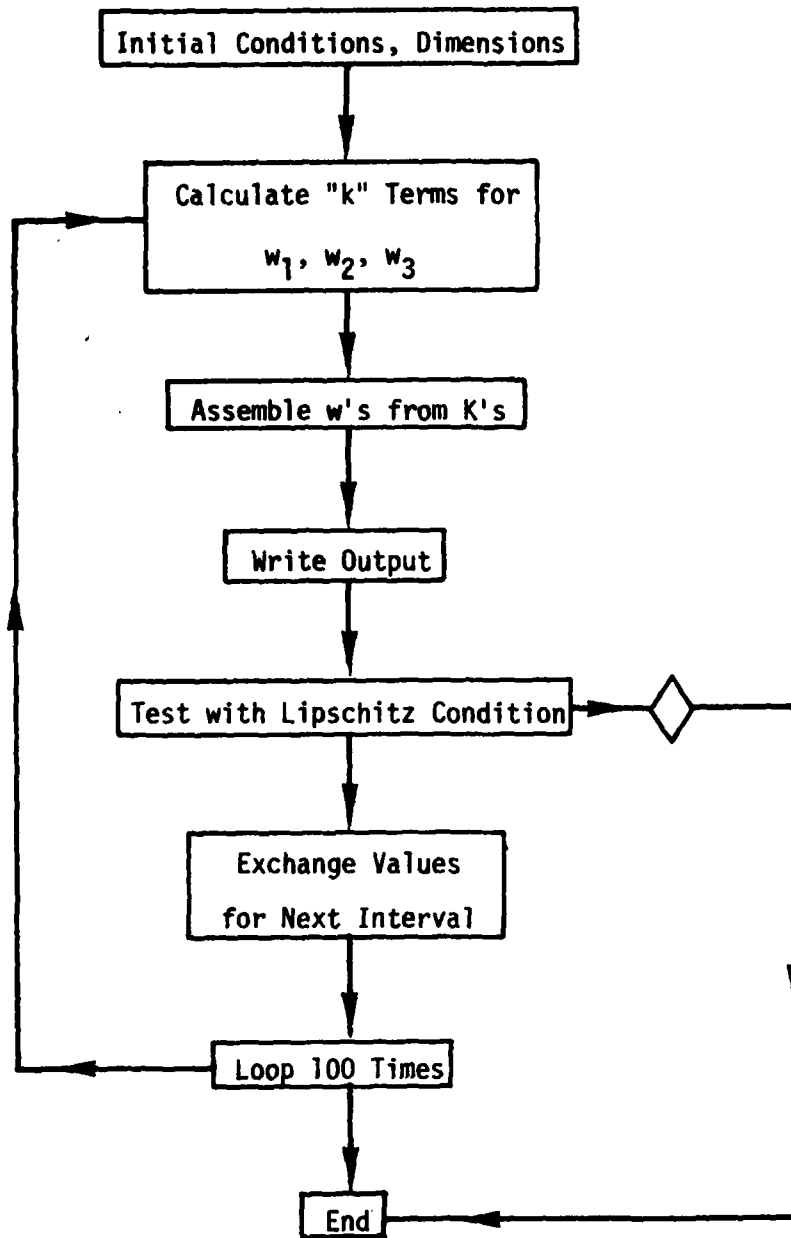 Initial Conditions, Dimensions
Calculate "k" Terms for
w1, w2, w3
Assemble w's from K's
Write Output
Test with Lipschitz Condition
Exchange Values
for Next Interval
Loop 100 Times
End